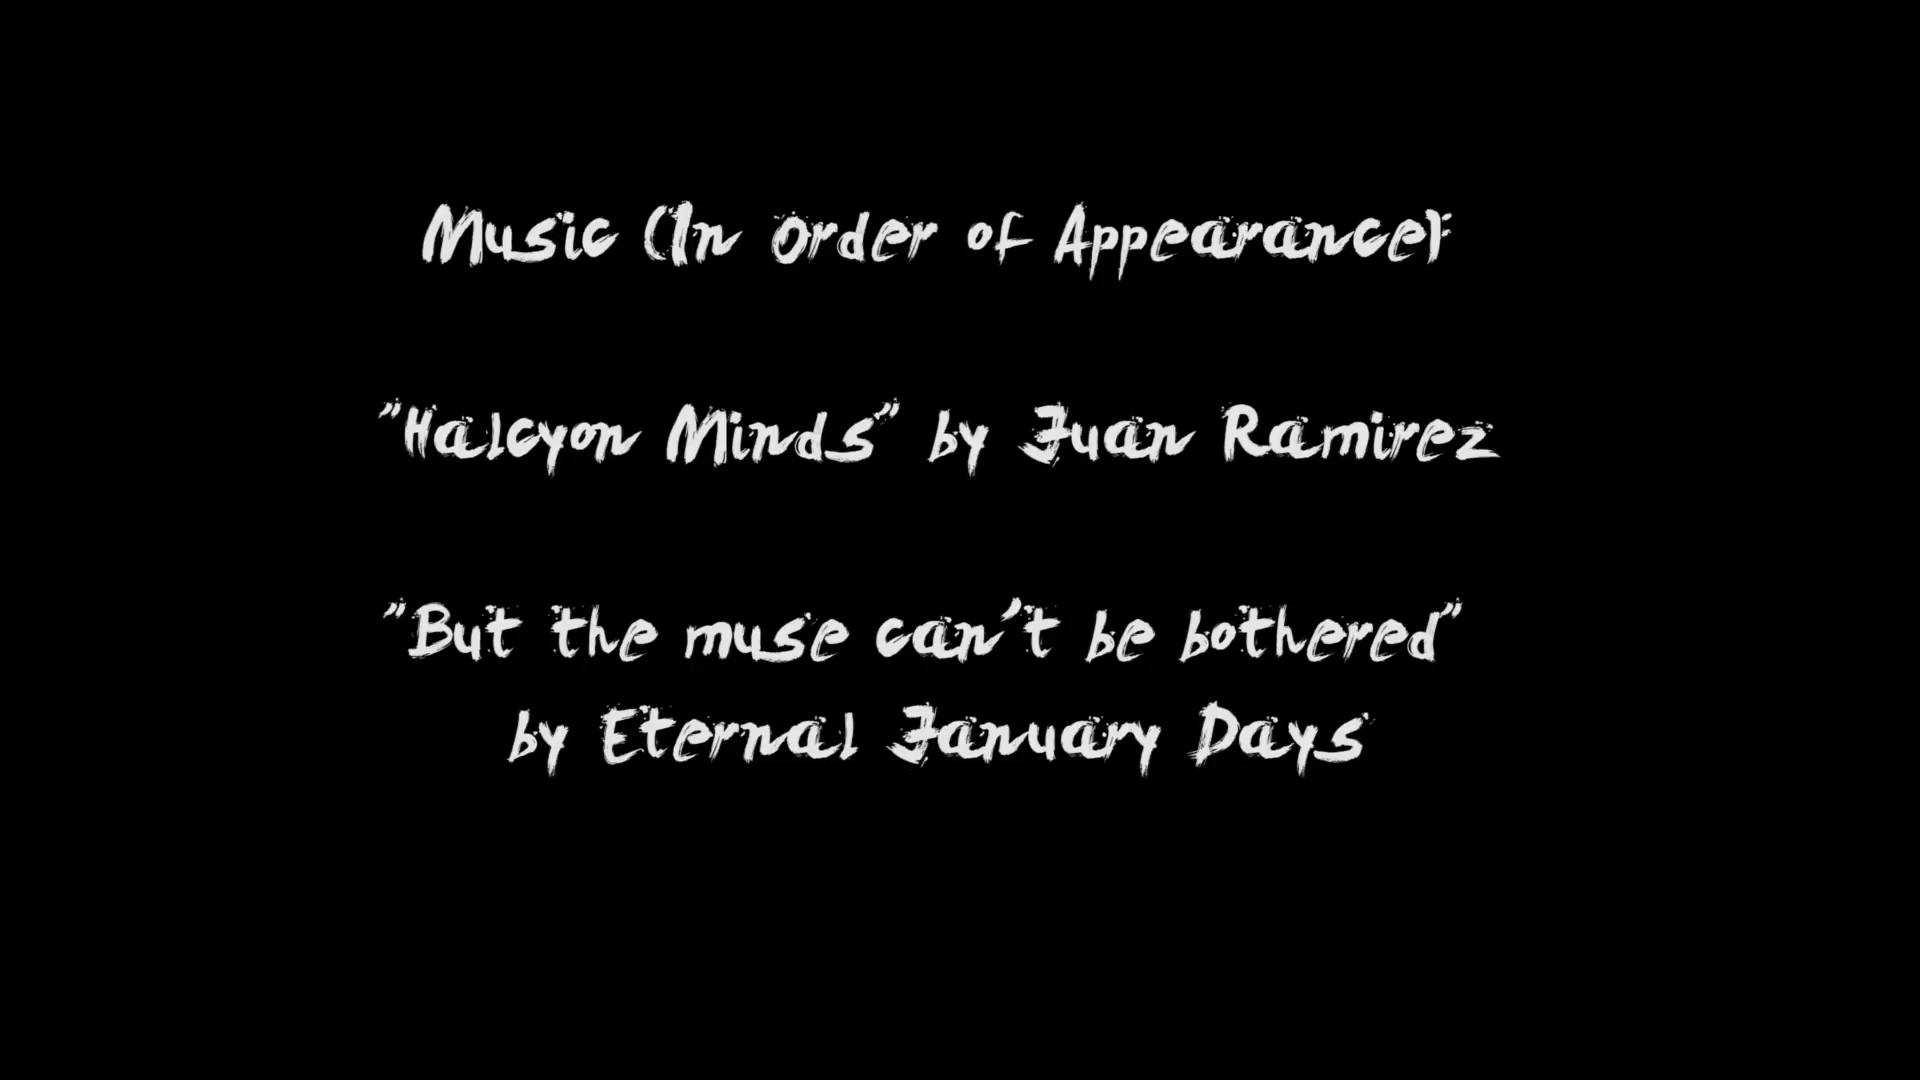 Music (In Order of Appearance):
"Halcyon Minds" by Juan Ramirez
"But the muse can't be bothered"
by Eternal January Days